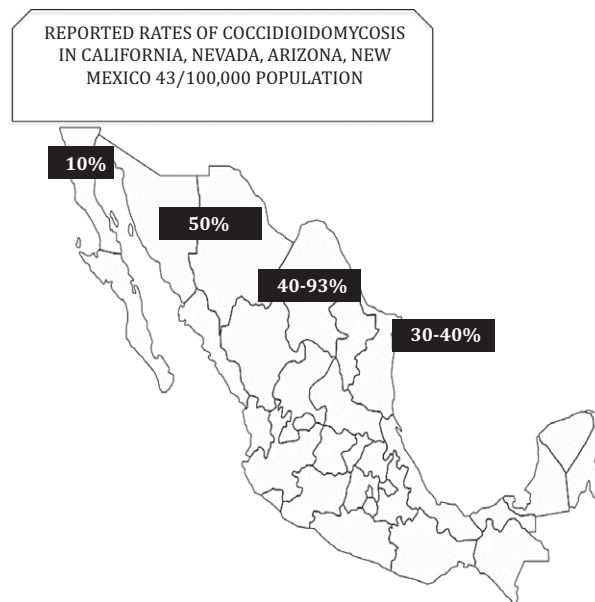 REPORTED RATES OF COCCIDIOIDOMYCOSIS
IN CALIFORNIA, NEVADA, ARIZONA, NEW
MEXICO 43/100,000 POPULATION
10%
50%
40-93%
30-40%